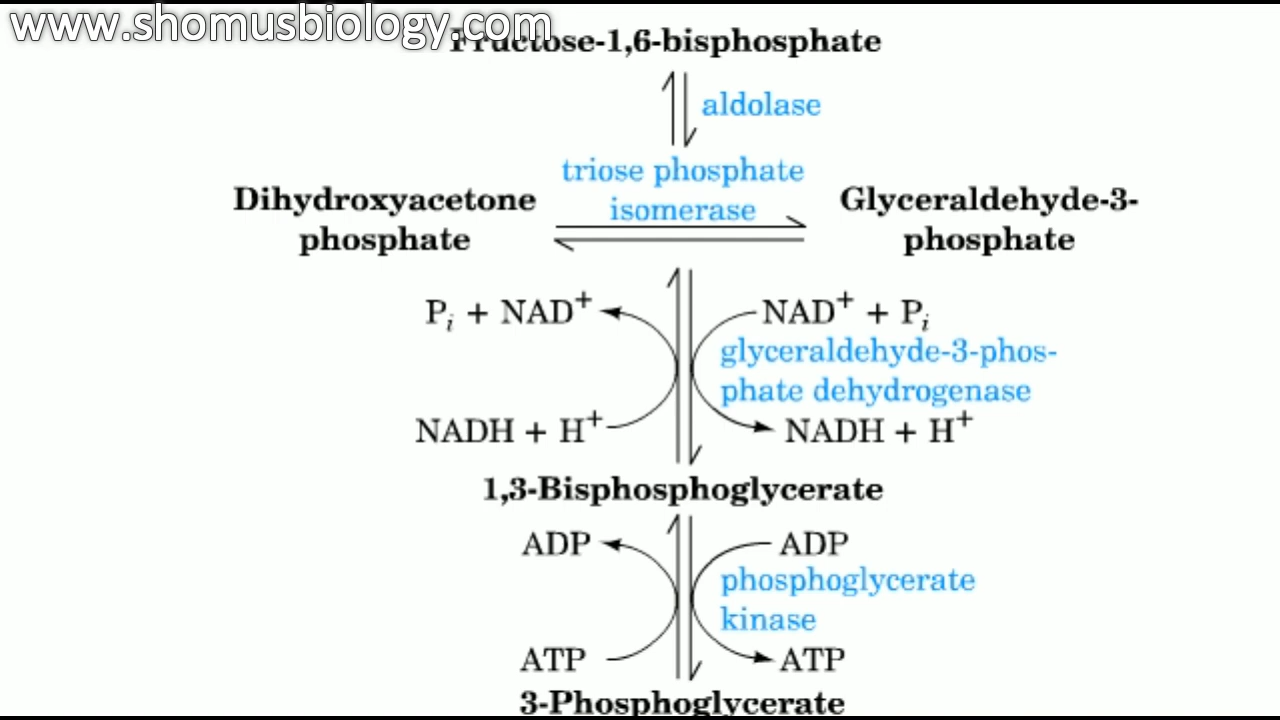 www.shomusbiology.com
Fructose-1,6-bisphosphate
aldolase
triose phosphate
isomerase
Dihydroxyacetone
phosphate
Glyceraldehyde-3-
phosphate
Pi + NAD+
NAD+ + Pi
glyceraldehyde-3-phos-
phate dehydrogenase
NADH + H+
NADH + H+
1,3-Bisphosphoglycerate
ADP
ADP
phosphoglycerate
kinase
ATP
ATP
3-Phosphoglycerate